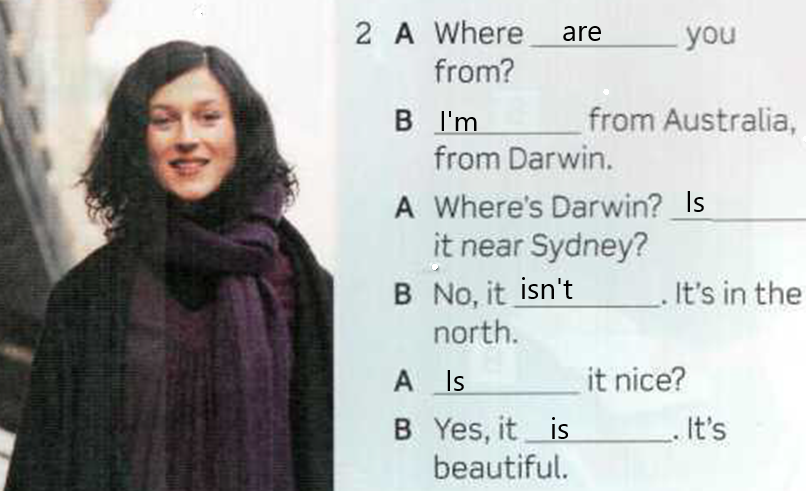 2 A Where are you
from?
B I'm from Australia,
from Darwin.
A Where's Darwin? Is
it near Sydney?
B No, it isn't. It's in the
north.
A Is it nice?
B Yes, it is. It's
beautiful.